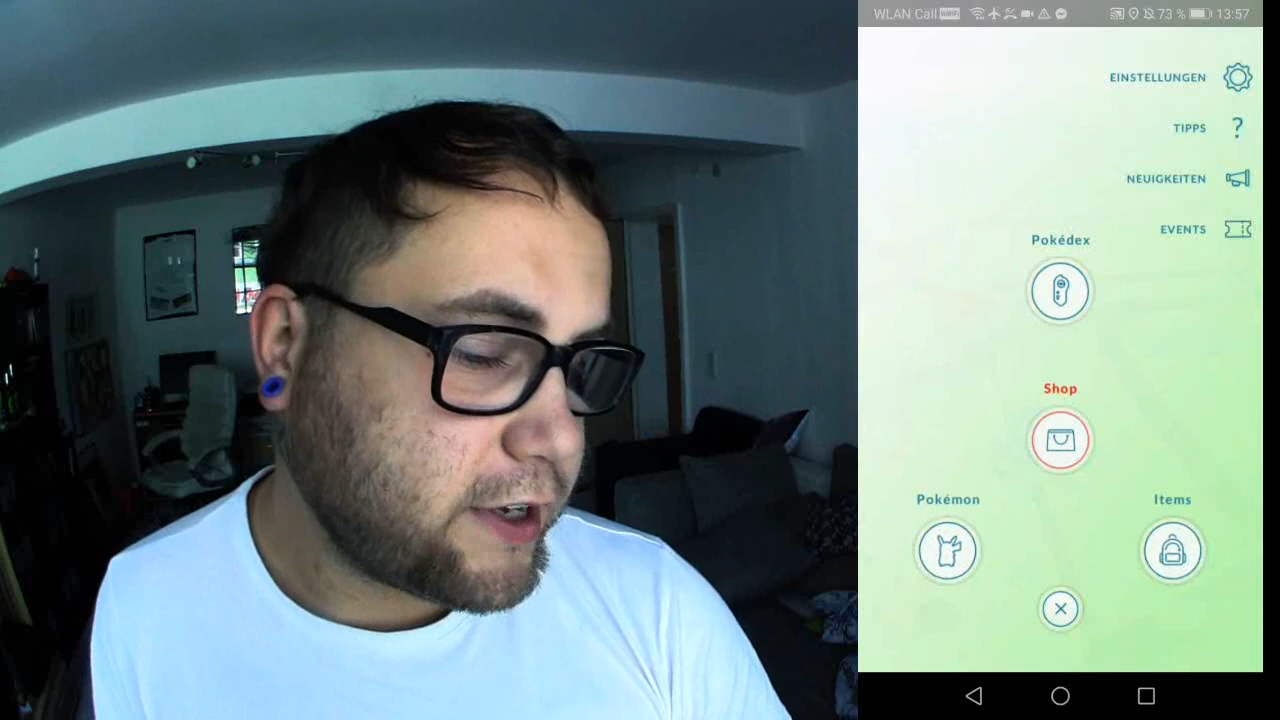 WLAN Call
73 % 13:57
EINSTELLUNGEN
TIPPS
?
NEUIGKEITEN
EVENTS
Pokédex
Shop
Pokémon
Items